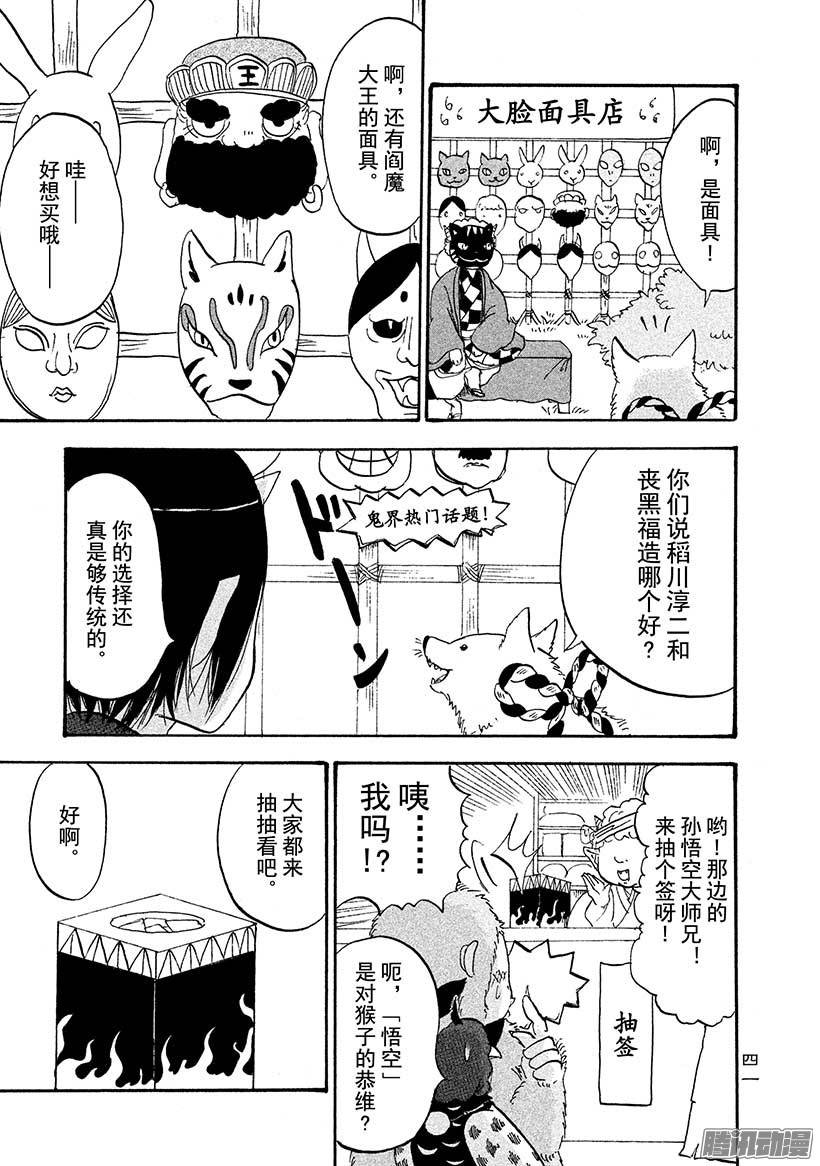 大脸面具店
啊，是面具！
啊，还有阎魔
大王的面具。
王
哇——
好想买哦——
你们说稻川淳二和
丧黑福造哪个好？
鬼界热门话题！
ドーン
你的选择还
真是够传统的。
哟！那边的
孙悟空大师兄！
来抽个签呀！
咦……
我吗！？
抽签
呃，「悟空」
是对猴子的恭维？
大家都来
抽抽看吧。
好啊。
四一
腾讯动漫